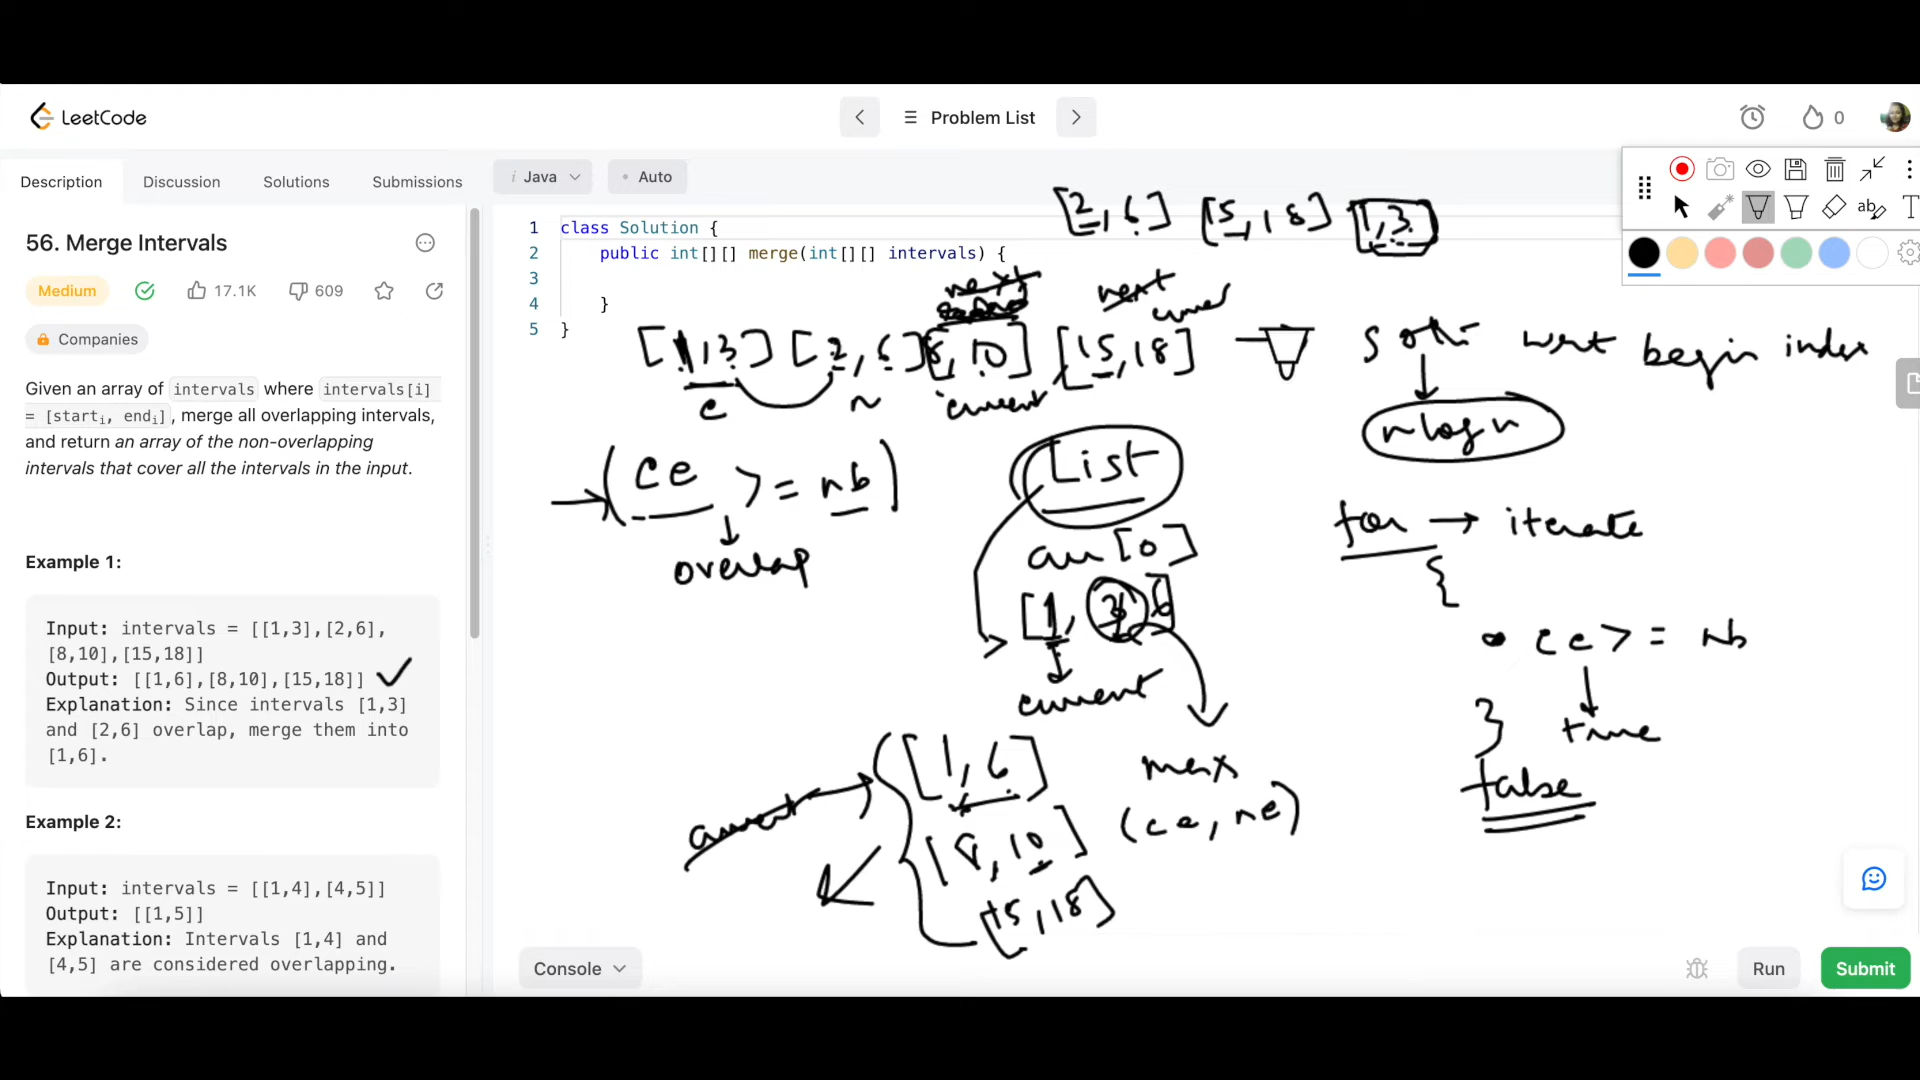 LeetCode
Problem List
0
Description
Discussion
Solutions
Submissions
i Java
Auto
56. Merge Intervals
Medium
17.1K
609
Companies
Given an array of intervals where intervals[i]
= [starti, endi], merge all overlapping intervals,
and return an array of the non-overlapping
intervals that cover all the intervals in the input.
Example 1:
Input: intervals = [[1,3],[2,6],
[8,10],[15,18]]
Output: [[1,6],[8,10],[15,18]]
Explanation: Since intervals [1,3]
and [2,6] overlap, merge them into
[1,6].
Example 2:
Input: intervals = [[1,4],[4,5]]
Output: [[1,5]]
Explanation: Intervals [1,4] and
[4,5] are considered overlapping.
1 class Solution {
2 public int[][] merge(int[][] intervals) {
3
4 }
5 }
[2,6] [15,18] [1,3]
next next
current
[1,3] [2,6] [8,10] [15,18]
c n current
wrt begin index
nlogn
(ce >= nb)
overlap
List
arr[0]
[1, 6]
current
max
(ce, ne)
for → iterate
{
ce >= nb
} true
false
current
[1,6]
[8,10]
[15,18]
ab
T
Console
Run
Submit